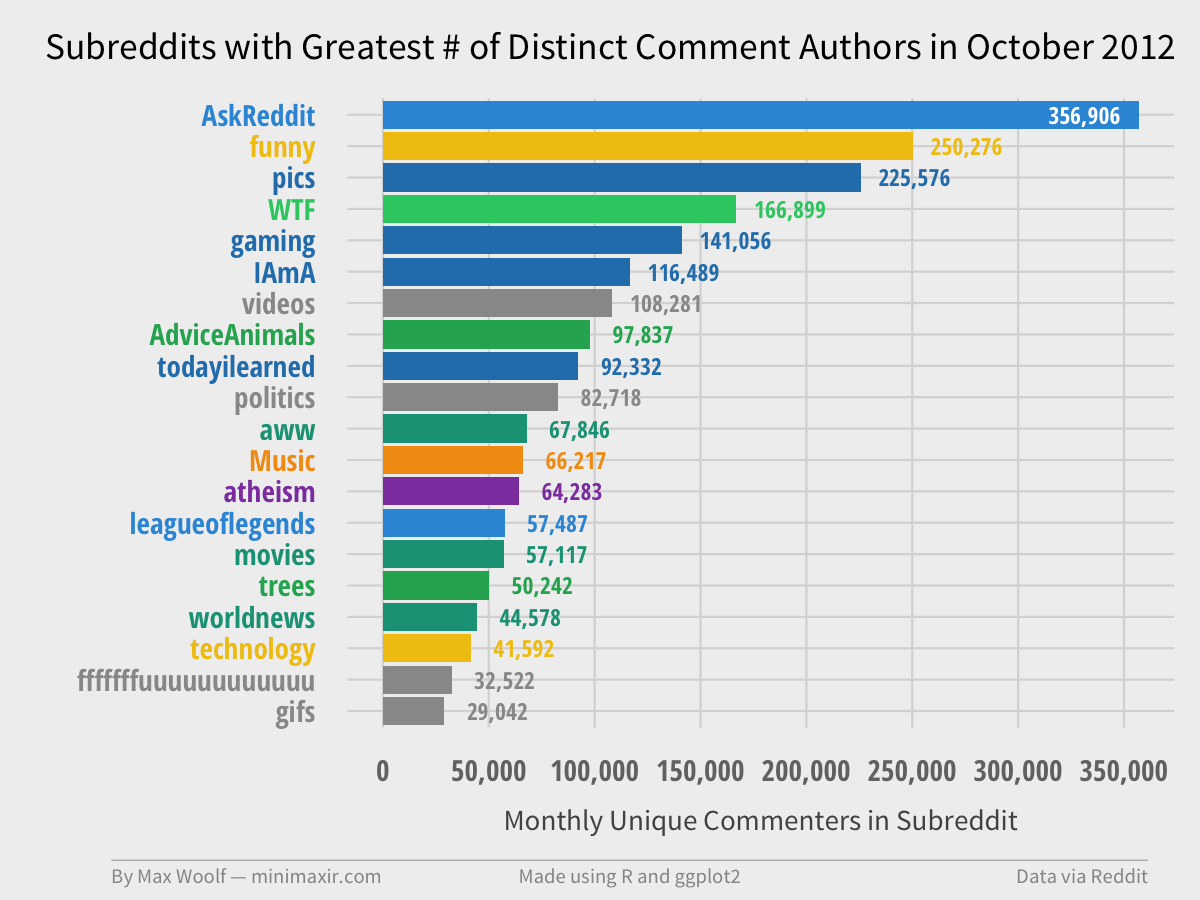 Subreddits with Greatest # of Distinct Comment Authors in October 2012
AskReddit 356,906
funny 250,276
pics 225,576
WTF 166,899
gaming 141,056
IAmA 116,489
videos 108,281
AdviceAnimals 97,837
todayilearned 92,332
politics 82,718
aww 67,846
Music 66,217
atheism 64,283
leagueoflegends 57,487
movies 57,117
trees 50,242
worldnews 44,578
technology 41,592
fffffffuuuuuuuuuuuu 32,522
gifs 29,042
0 50,000 100,000 150,000 200,000 250,000 300,000 350,000
Monthly Unique Commenters in Subreddit
By Max Woolf — minimaxir.com Made using R and ggplot2 Data via Reddit